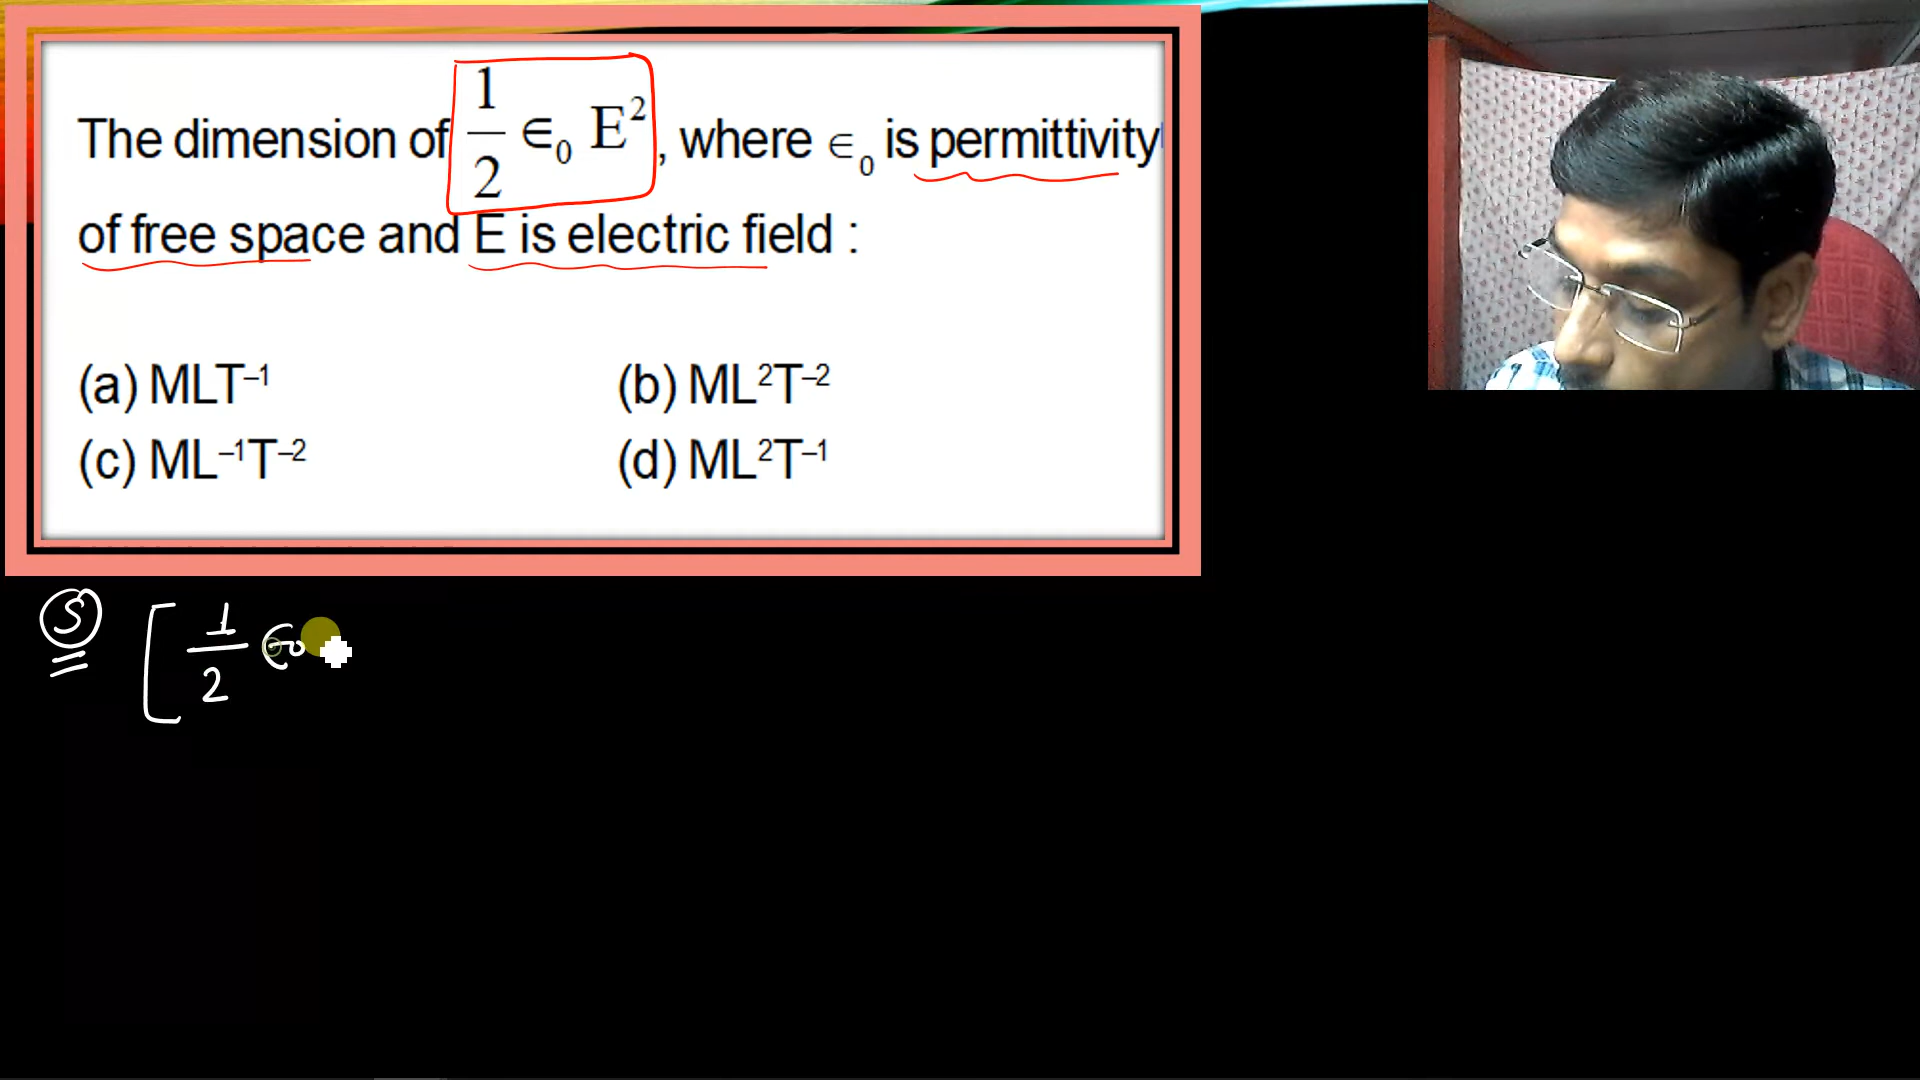 The dimension of 1/2 ∈₀ E², where ∈₀ is permittivity
of free space and E is electric field :
(a) MLT⁻¹ (b) ML²T⁻²
(c) ML⁻¹T⁻² (d) ML²T⁻¹
S [ 1/2 ∈₀